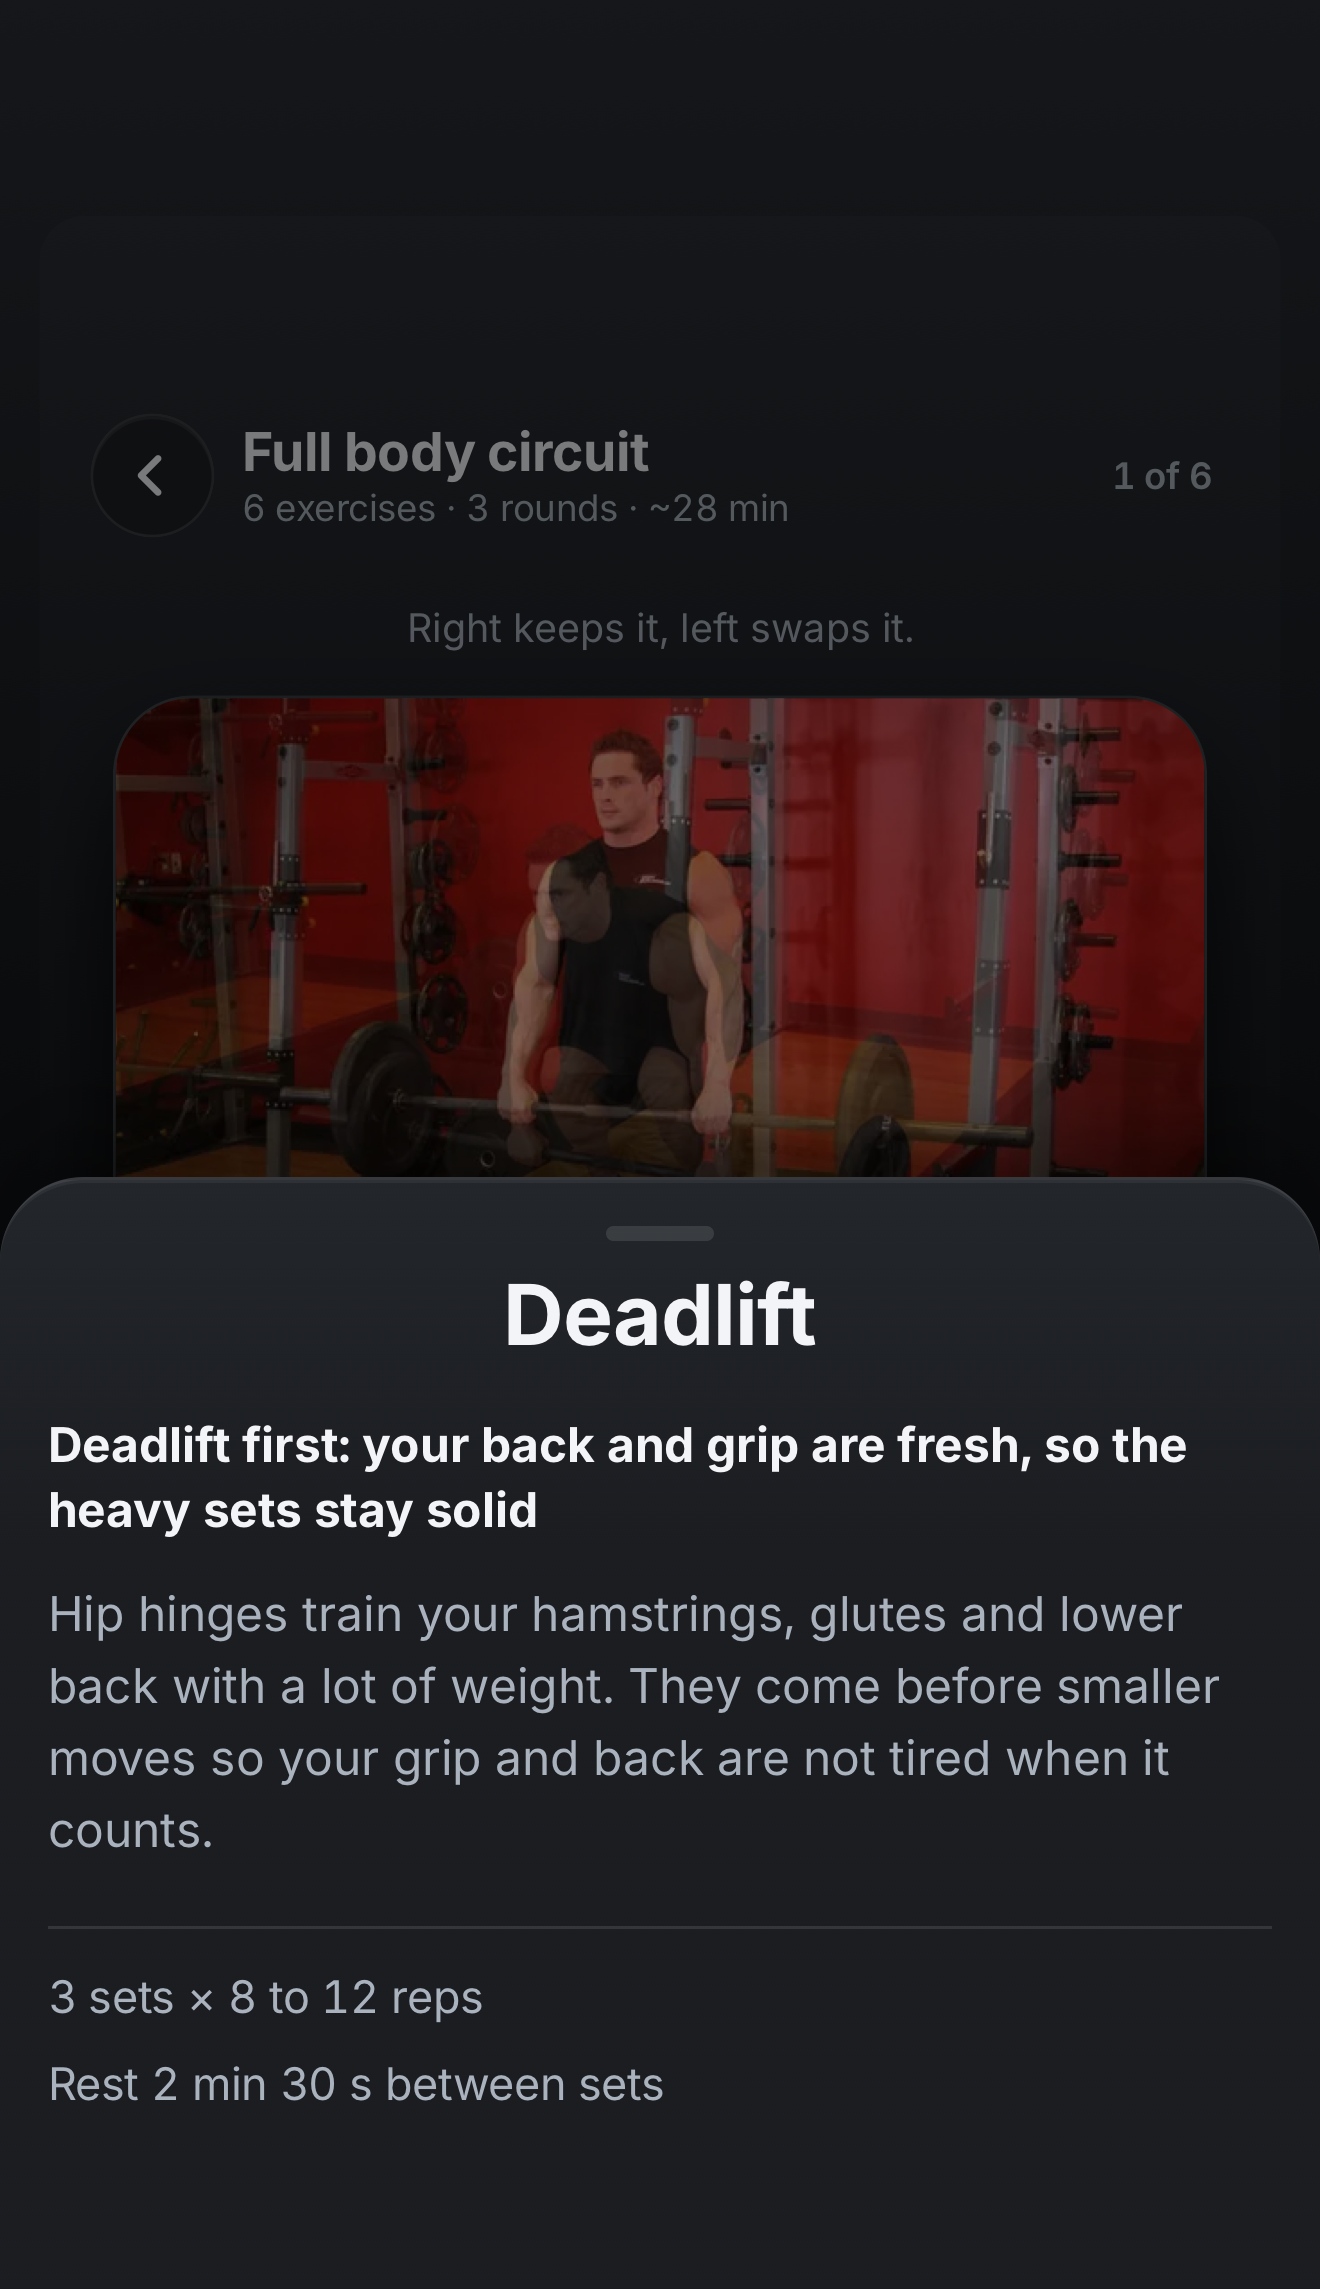 Full body circuit
6 exercises · 3 rounds · ~28 min
1 of 6
Right keeps it, left swaps it.
Deadlift
Deadlift first: your back and grip are fresh, so the
heavy sets stay solid
Hip hinges train your hamstrings, glutes and lower
back with a lot of weight. They come before smaller
moves so your grip and back are not tired when it
counts.
3 sets × 8 to 12 reps
Rest 2 min 30 s between sets